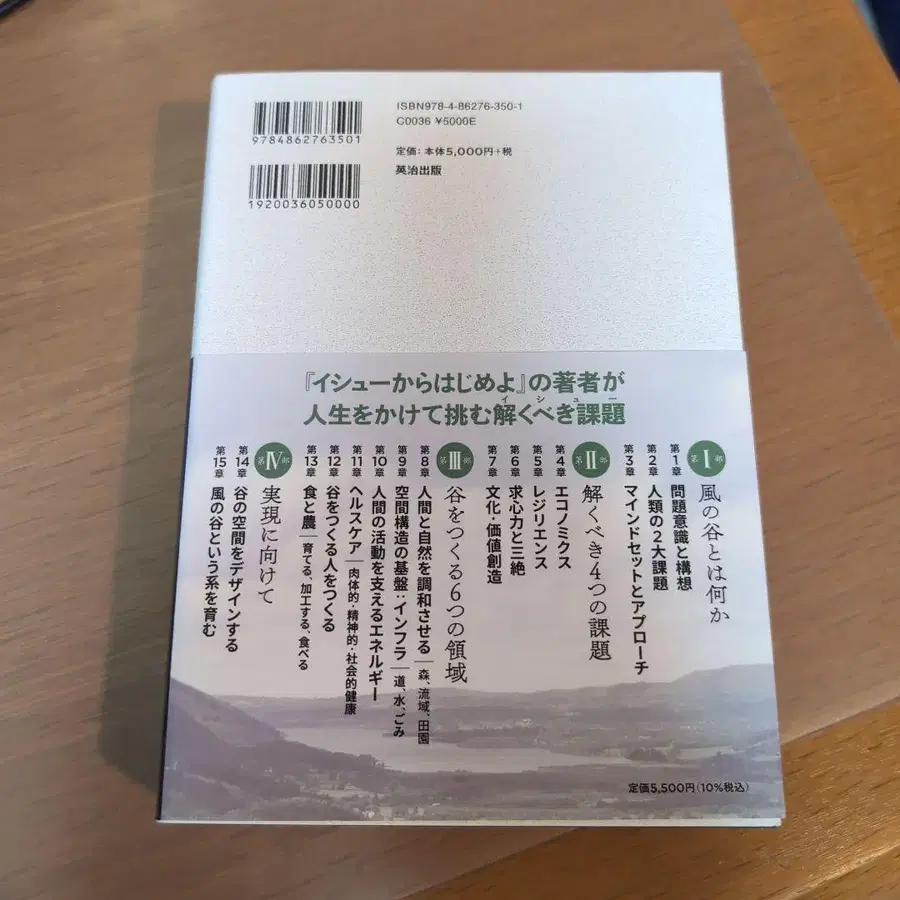 ISBN978-4-86276-350-1
C0036 ¥5000E
定価：本体5,000円+税
英治出版
9784862763501
1920036050000
『イシューからはじめよ』の著者が
人生をかけて挑む解くべき課題
イシュー
第Ⅰ部 風の谷とは何か
第1章 問題意識と構想
第2章 人類の2大課題
第3章 マインドセットとアプローチ
第Ⅱ部 解くべき4つの課題
第4章 エコノミクス
第5章 レジリエンス
第6章 求心力と三絶
第7章 文化・価値創造
第Ⅲ部 谷をつくる6つの領域
第8章 人間と自然を調和させる｜森、流域、田園
第9章 空間構造の基盤：インフラ｜道、水、ごみ
第10章 人間の活動を支えるエネルギー
第11章 ヘルスケア｜肉体的・精神的・社会的健康
第12章 谷をつくる人をつくる
第13章 食と農｜育てる、加工する、食べる
第Ⅳ部 実現に向けて
第14章 谷の空間をデザインする
第15章 風の谷という系を育む
定価5,500円（10%税込）